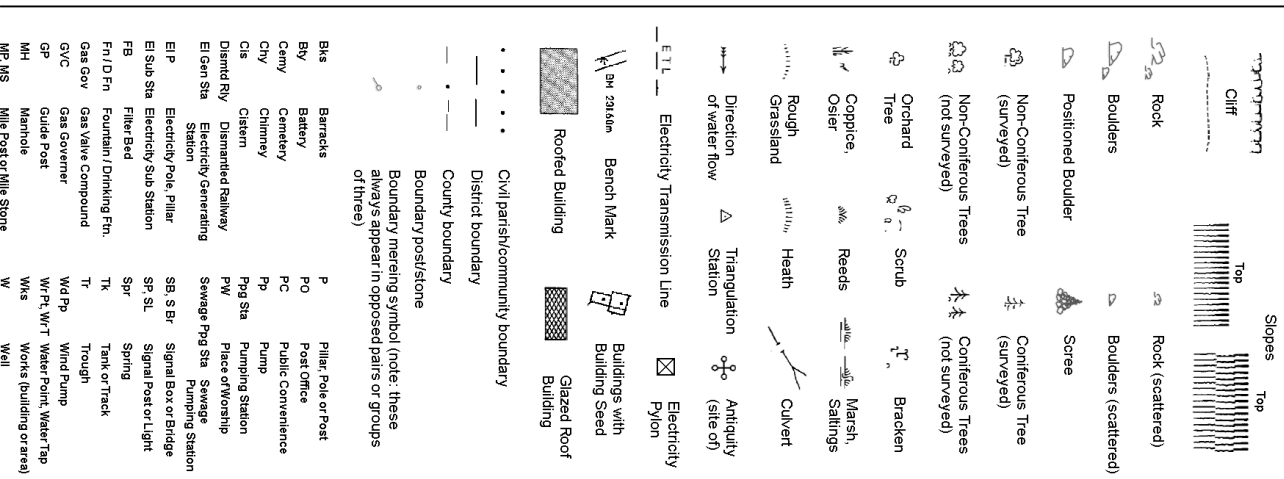 Slopes
Cliff Top Top
Rock Rock (scattered)
Boulders Boulders (scattered)
Positioned Boulder Scree
Non-Coniferous Tree Coniferous Tree
(surveyed) (surveyed)
Non-Coniferous Trees Coniferous Trees
(not surveyed) (not surveyed)
Orchard Scrub Bracken
Tree
Coppice, Reeds Marsh,
Osier Saltings
Rough Heath Culvert
Grassland
Direction Triangulation Antiquity
of water flow Station (site of)
E T L Electricity Transmission Line Electricity
Pylon
BM 231.60m Bench Mark Buildings with
Building Seed
Roofed Building Glazed Roof
Building
Civil parish/community boundary
District boundary
County boundary
Boundary post/stone
Boundary mereing symbol (note: these
always appear in opposed pairs or groups
of three)
Bks Barracks P Pillar, Pole or Post
Bty Battery PO Post Office
Cemy Cemetery PC Public Convenience
Chy Chimney Pp Pump
Cis Cistern Ppg Sta Pumping Station
Dismtd Rly Dismantled Railway PW Place of Worship
El Gen Sta Electricity Generating Sewage Ppg Sta Sewage
Station Pumping Station
El P Electricity Pole, Pillar SB, S Br Signal Box or Bridge
El Sub Sta Electricity Sub Station SP, SL Signal Post or Light
FB Filter Bed Spr Spring
Fn / D Fn Fountain / Drinking Ftn. Tk Tank or Track
Gas Gov Gas Valve Compound Tr Trough
GVC Gas Governer Wd Pp Wind Pump
GP Guide Post Wr Pt, Wr T Water Point, Water Tap
MH Manhole Wks Works (building or area)
MP, MS Mile Post or Mile Stone W Well